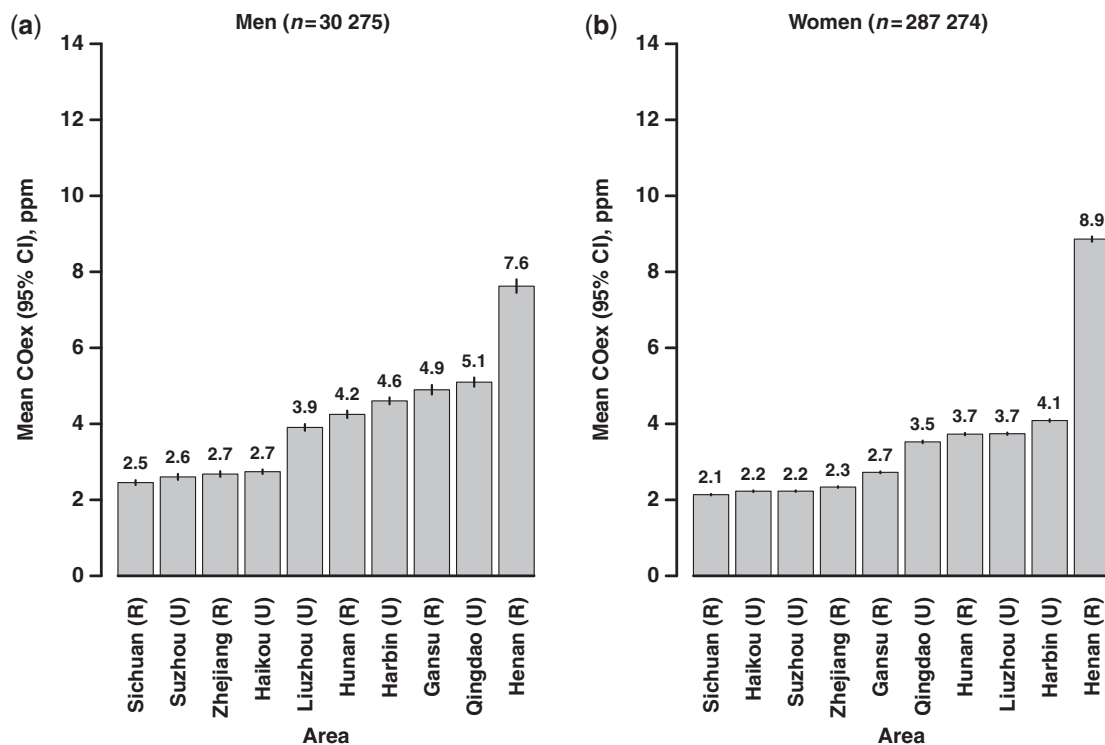 (a)
Men (n=30 275)
14
12
10
8
6
4
2
0
Mean COex (95% CI), ppm
2.5
2.6
2.7
2.7
3.9
4.2
4.6
4.9
5.1
7.6
Sichuan (R)
Suzhou (U)
Zhejiang (R)
Haikou (U)
Liuzhou (U)
Hunan (R)
Harbin (U)
Gansu (R)
Qingdao (U)
Henan (R)
Area
(b)
Women (n=287 274)
14
12
10
8
6
4
2
0
Mean COex (95% CI), ppm
2.1
2.2
2.2
2.3
2.7
3.5
3.7
3.7
4.1
8.9
Sichuan (R)
Haikou (U)
Suzhou (U)
Zhejiang (R)
Gansu (R)
Qingdao (U)
Hunan (R)
Liuzhou (U)
Harbin (U)
Henan (R)
Area